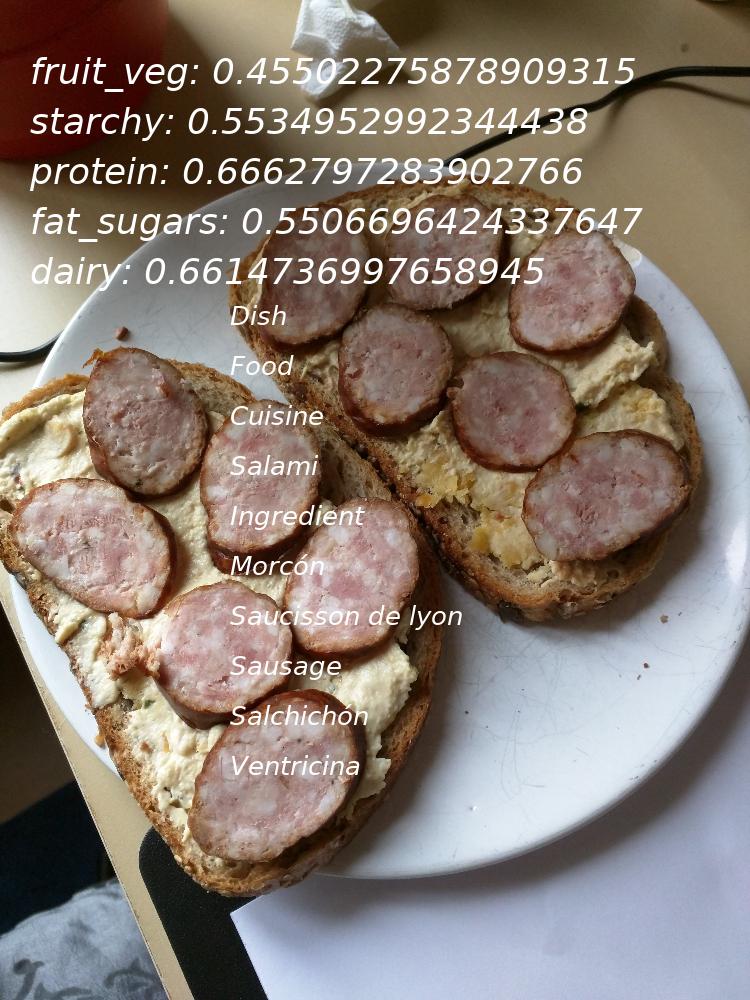 fruit_veg: 0.45502275878909315
starchy: 0.5534952992344438
protein: 0.6662797283902766
fat_sugars: 0.5506696424337647
dairy: 0.6614736997658945
Dish
Food
Cuisine
Salami
Ingredient
Morcón
Saucisson de lyon
Sausage
Salchichón
Ventricina